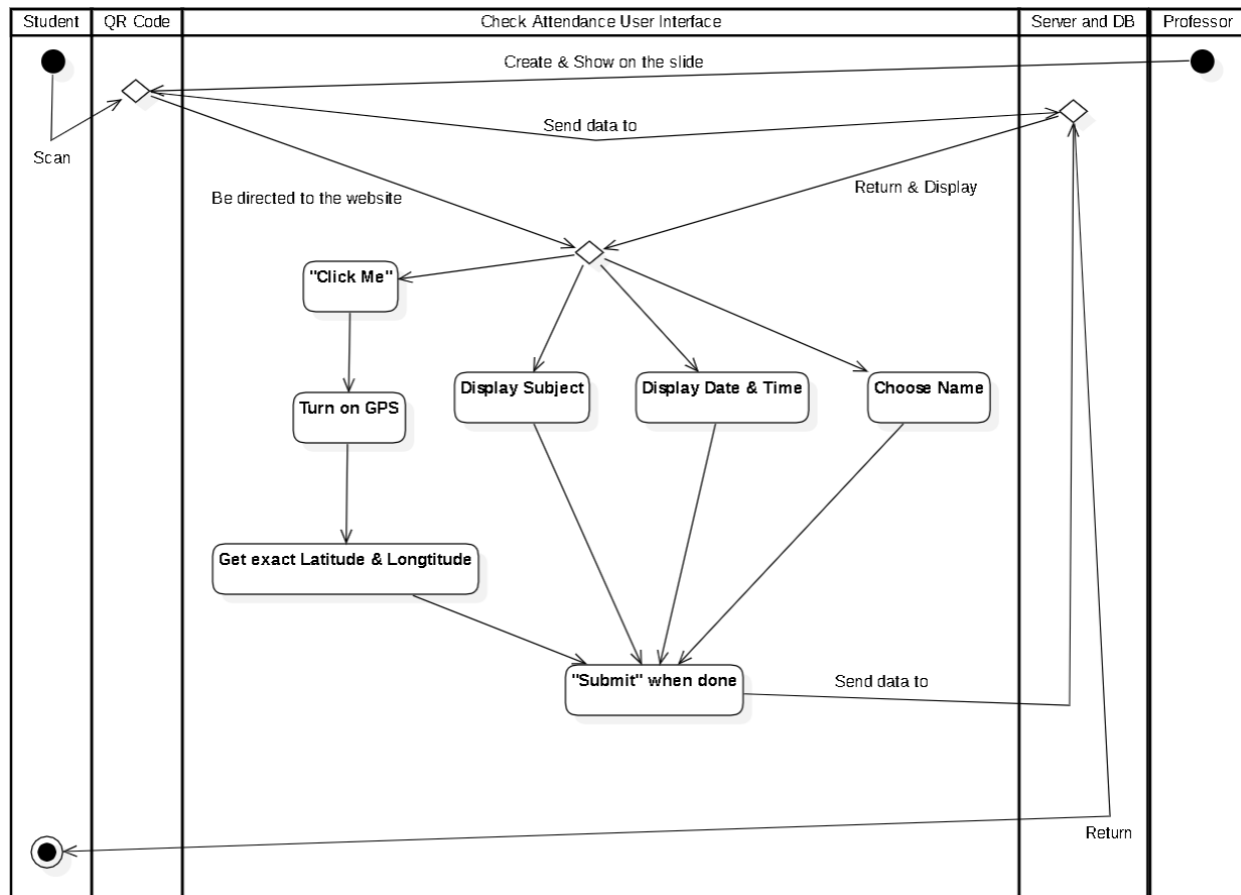 Student
QR Code
Check Attendance User Interface
Server and DB
Professor
Create & Show on the slide
Send data to
Scan
Return & Display
Be directed to the website
"Click Me"
Display Subject
Display Date & Time
Choose Name
Turn on GPS
Get exact Latitude & Longtitude
"Submit" when done
Send data to
Return